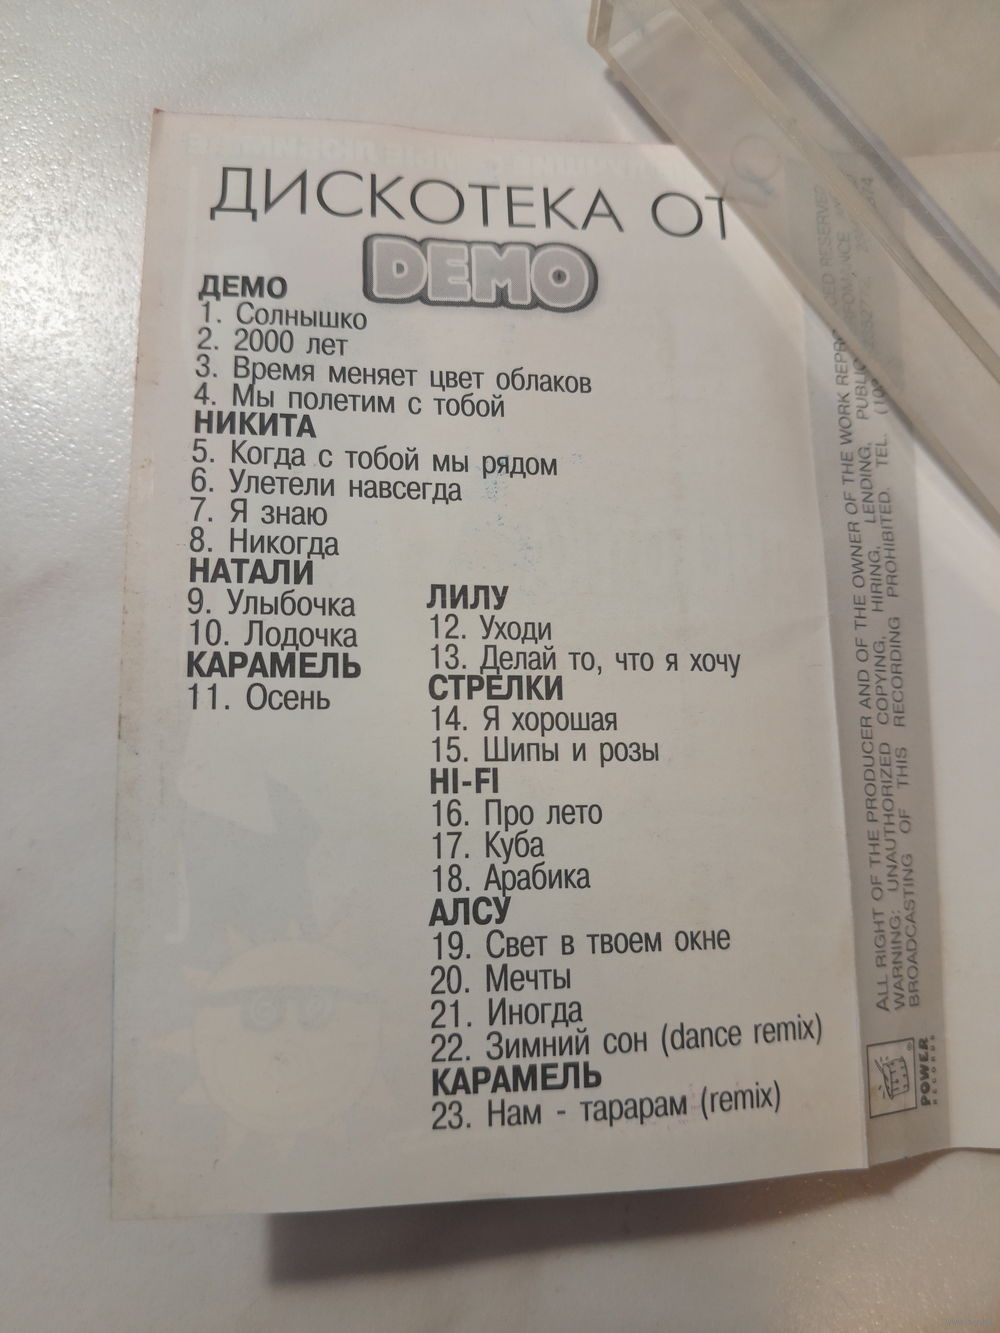 ДИСКОТЕКА ОТ
DEMO
ДЕМО
1. Солнышко
2. 2000 лет
3. Время меняет цвет облаков
4. Мы полетим с тобой
НИКИТА
5. Когда с тобой мы рядом
6. Улетели навсегда
7. Я знаю
8. Никогда
НАТАЛИ
9. Улыбочка
10. Лодочка
КАРАМЕЛЬ
11. Осень
ЛИЛУ
12. Уходи
13. Делай то, что я хочу
СТРЕЛКИ
14. Я хорошая
15. Шипы и розы
HI-FI
16. Про лето
17. Куба
18. Арабика
АЛСУ
19. Свет в твоем окне
20. Мечты
21. Иногда
22. Зимний сон (dance remix)
КАРАМЕЛЬ
23. Нам - тарарам (remix)
ALL RIGHT OF THE PRODUCER AND OF THE OWNER OF THE WORK RESERVED
WARNING: UNAUTHORIZED COPYING, HIRING, LENDING, PUBLIC
BROADCASTING OF THIS RECORDING PROHIBITED. TEL.
POWER
RECORDS